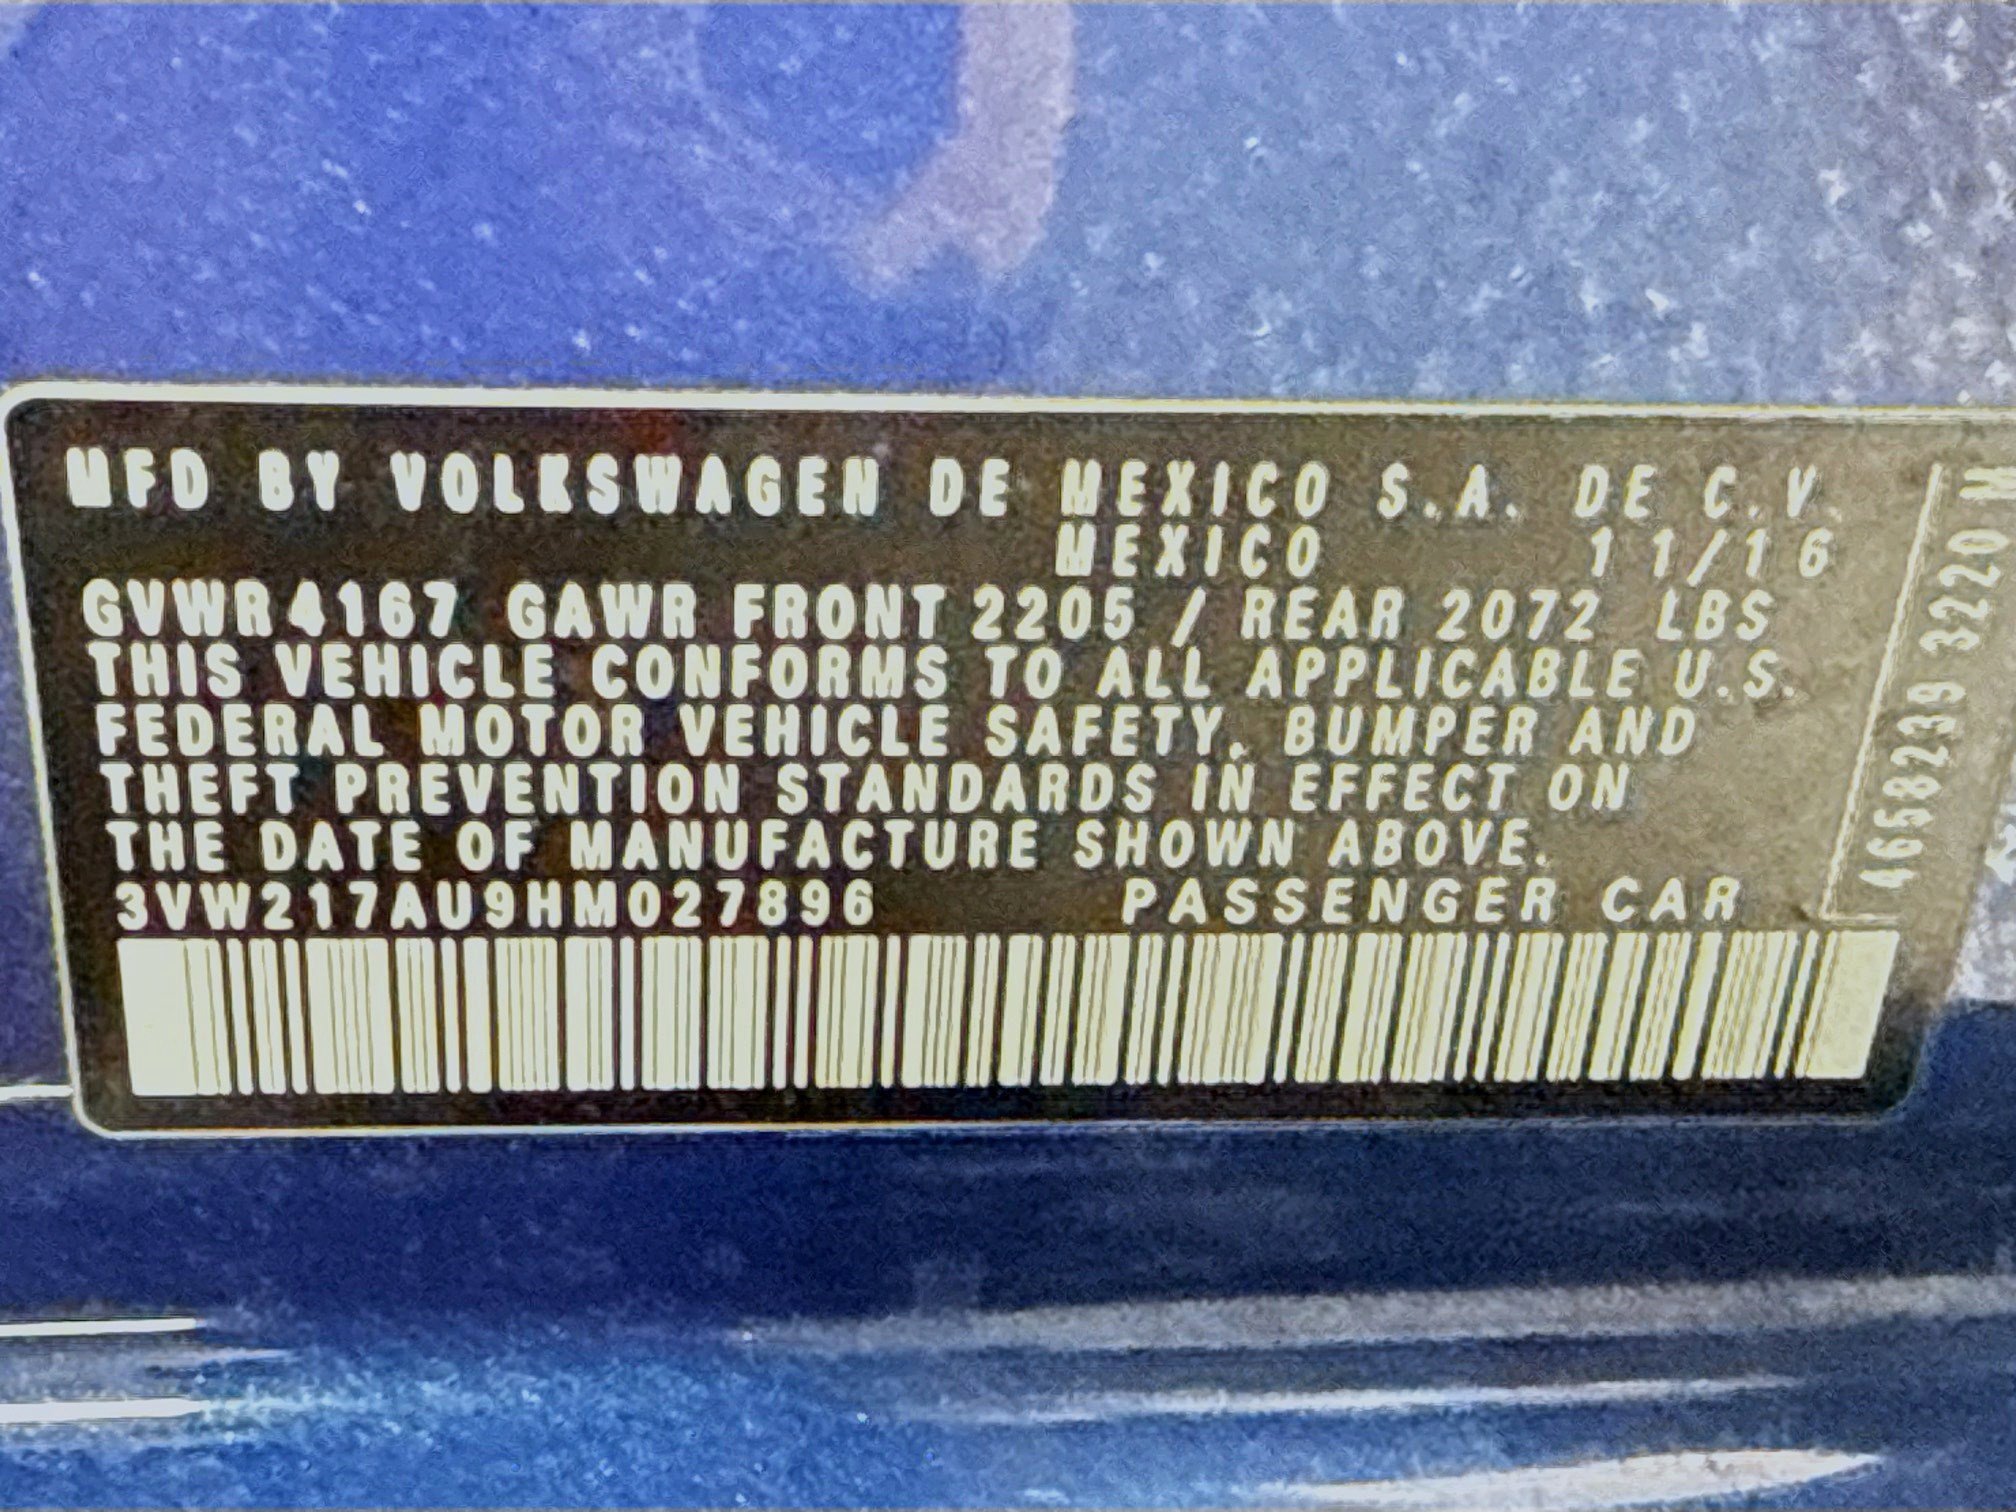 MFD BY VOLKSWAGEN DE MEXICO S.A. DE C.V.
MEXICO 11/16
GVWR 4167 GAWR FRONT 2205 / REAR 2072 LBS
THIS VEHICLE CONFORMS TO ALL APPLICABLE U.S.
FEDERAL MOTOR VEHICLE SAFETY, BUMPER AND
THEFT PREVENTION STANDARDS IN EFFECT ON
THE DATE OF MANUFACTURE SHOWN ABOVE.
3VW217AU9HM027896 PASSENGER CAR
4658239 3220